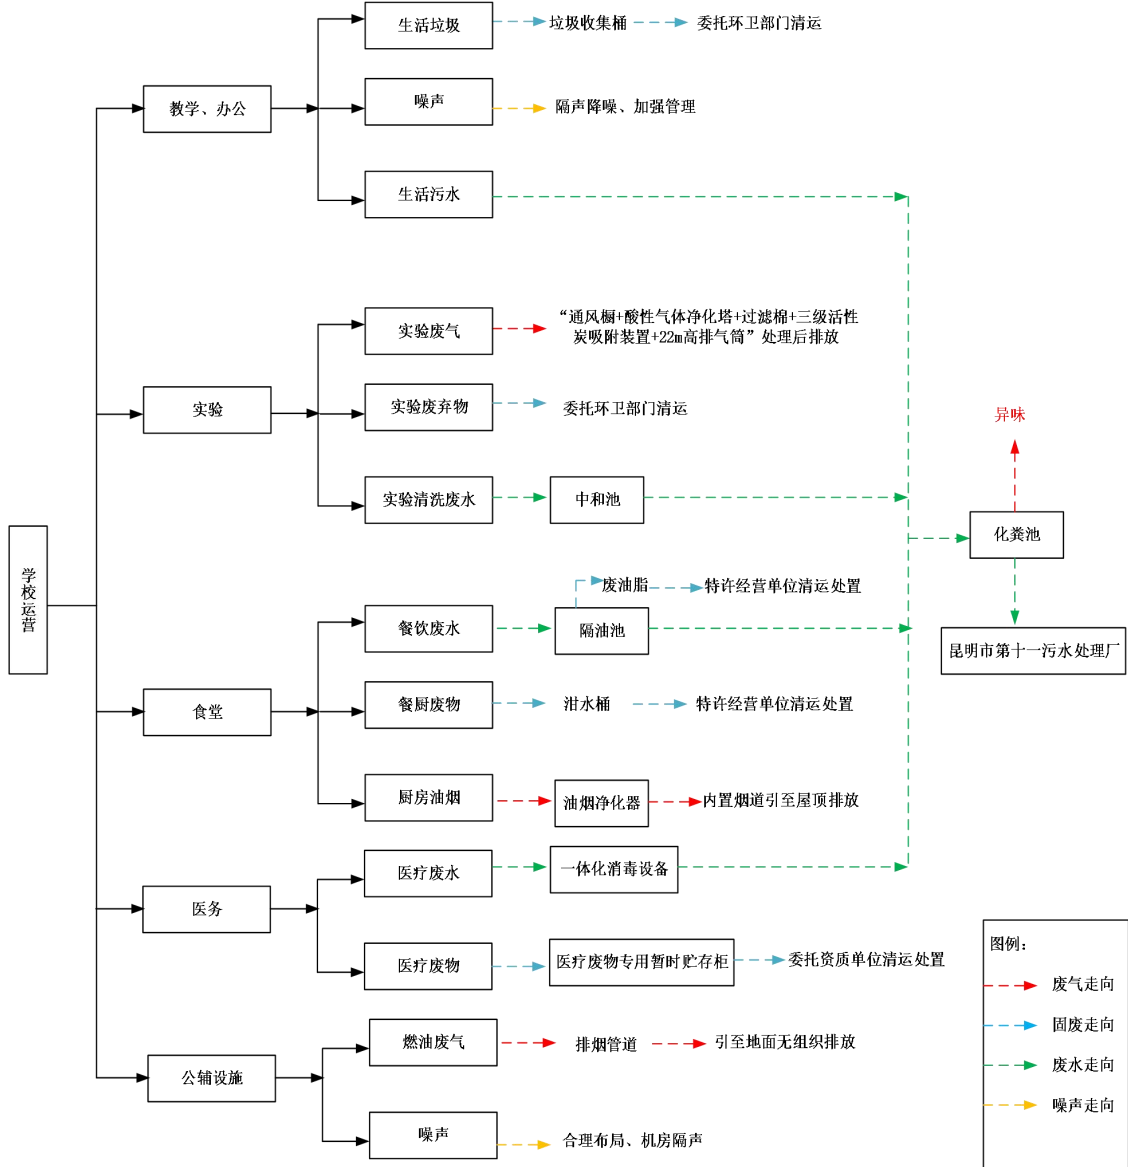 生活垃圾
垃圾收集桶
委托环卫部门清运
教学、办公
噪声
隔声降噪、加强管理
生活污水
实验废气
“通风橱+酸性气体净化塔+过滤棉+三级活性
炭吸附装置+22m高排气筒”处理后排放
实验
实验废弃物
委托环卫部门清运
异味
实验清洗废水
中和池
化粪池
学校运营
废油脂
特许经营单位清运处置
餐饮废水
隔油池
昆明市第十一污水处理厂
食堂
餐厨废物
泔水桶
特许经营单位清运处置
厨房油烟
油烟净化器
内置烟道引至屋顶排放
医疗废水
一体化消毒设备
医务
医疗废物
医疗废物专用暂时贮存柜
委托资质单位清运处置
燃油废气
排烟管道
引至地面无组织排放
公辅设施
噪声
合理布局、机房隔声
图例：
废气走向
固废走向
废水走向
噪声走向